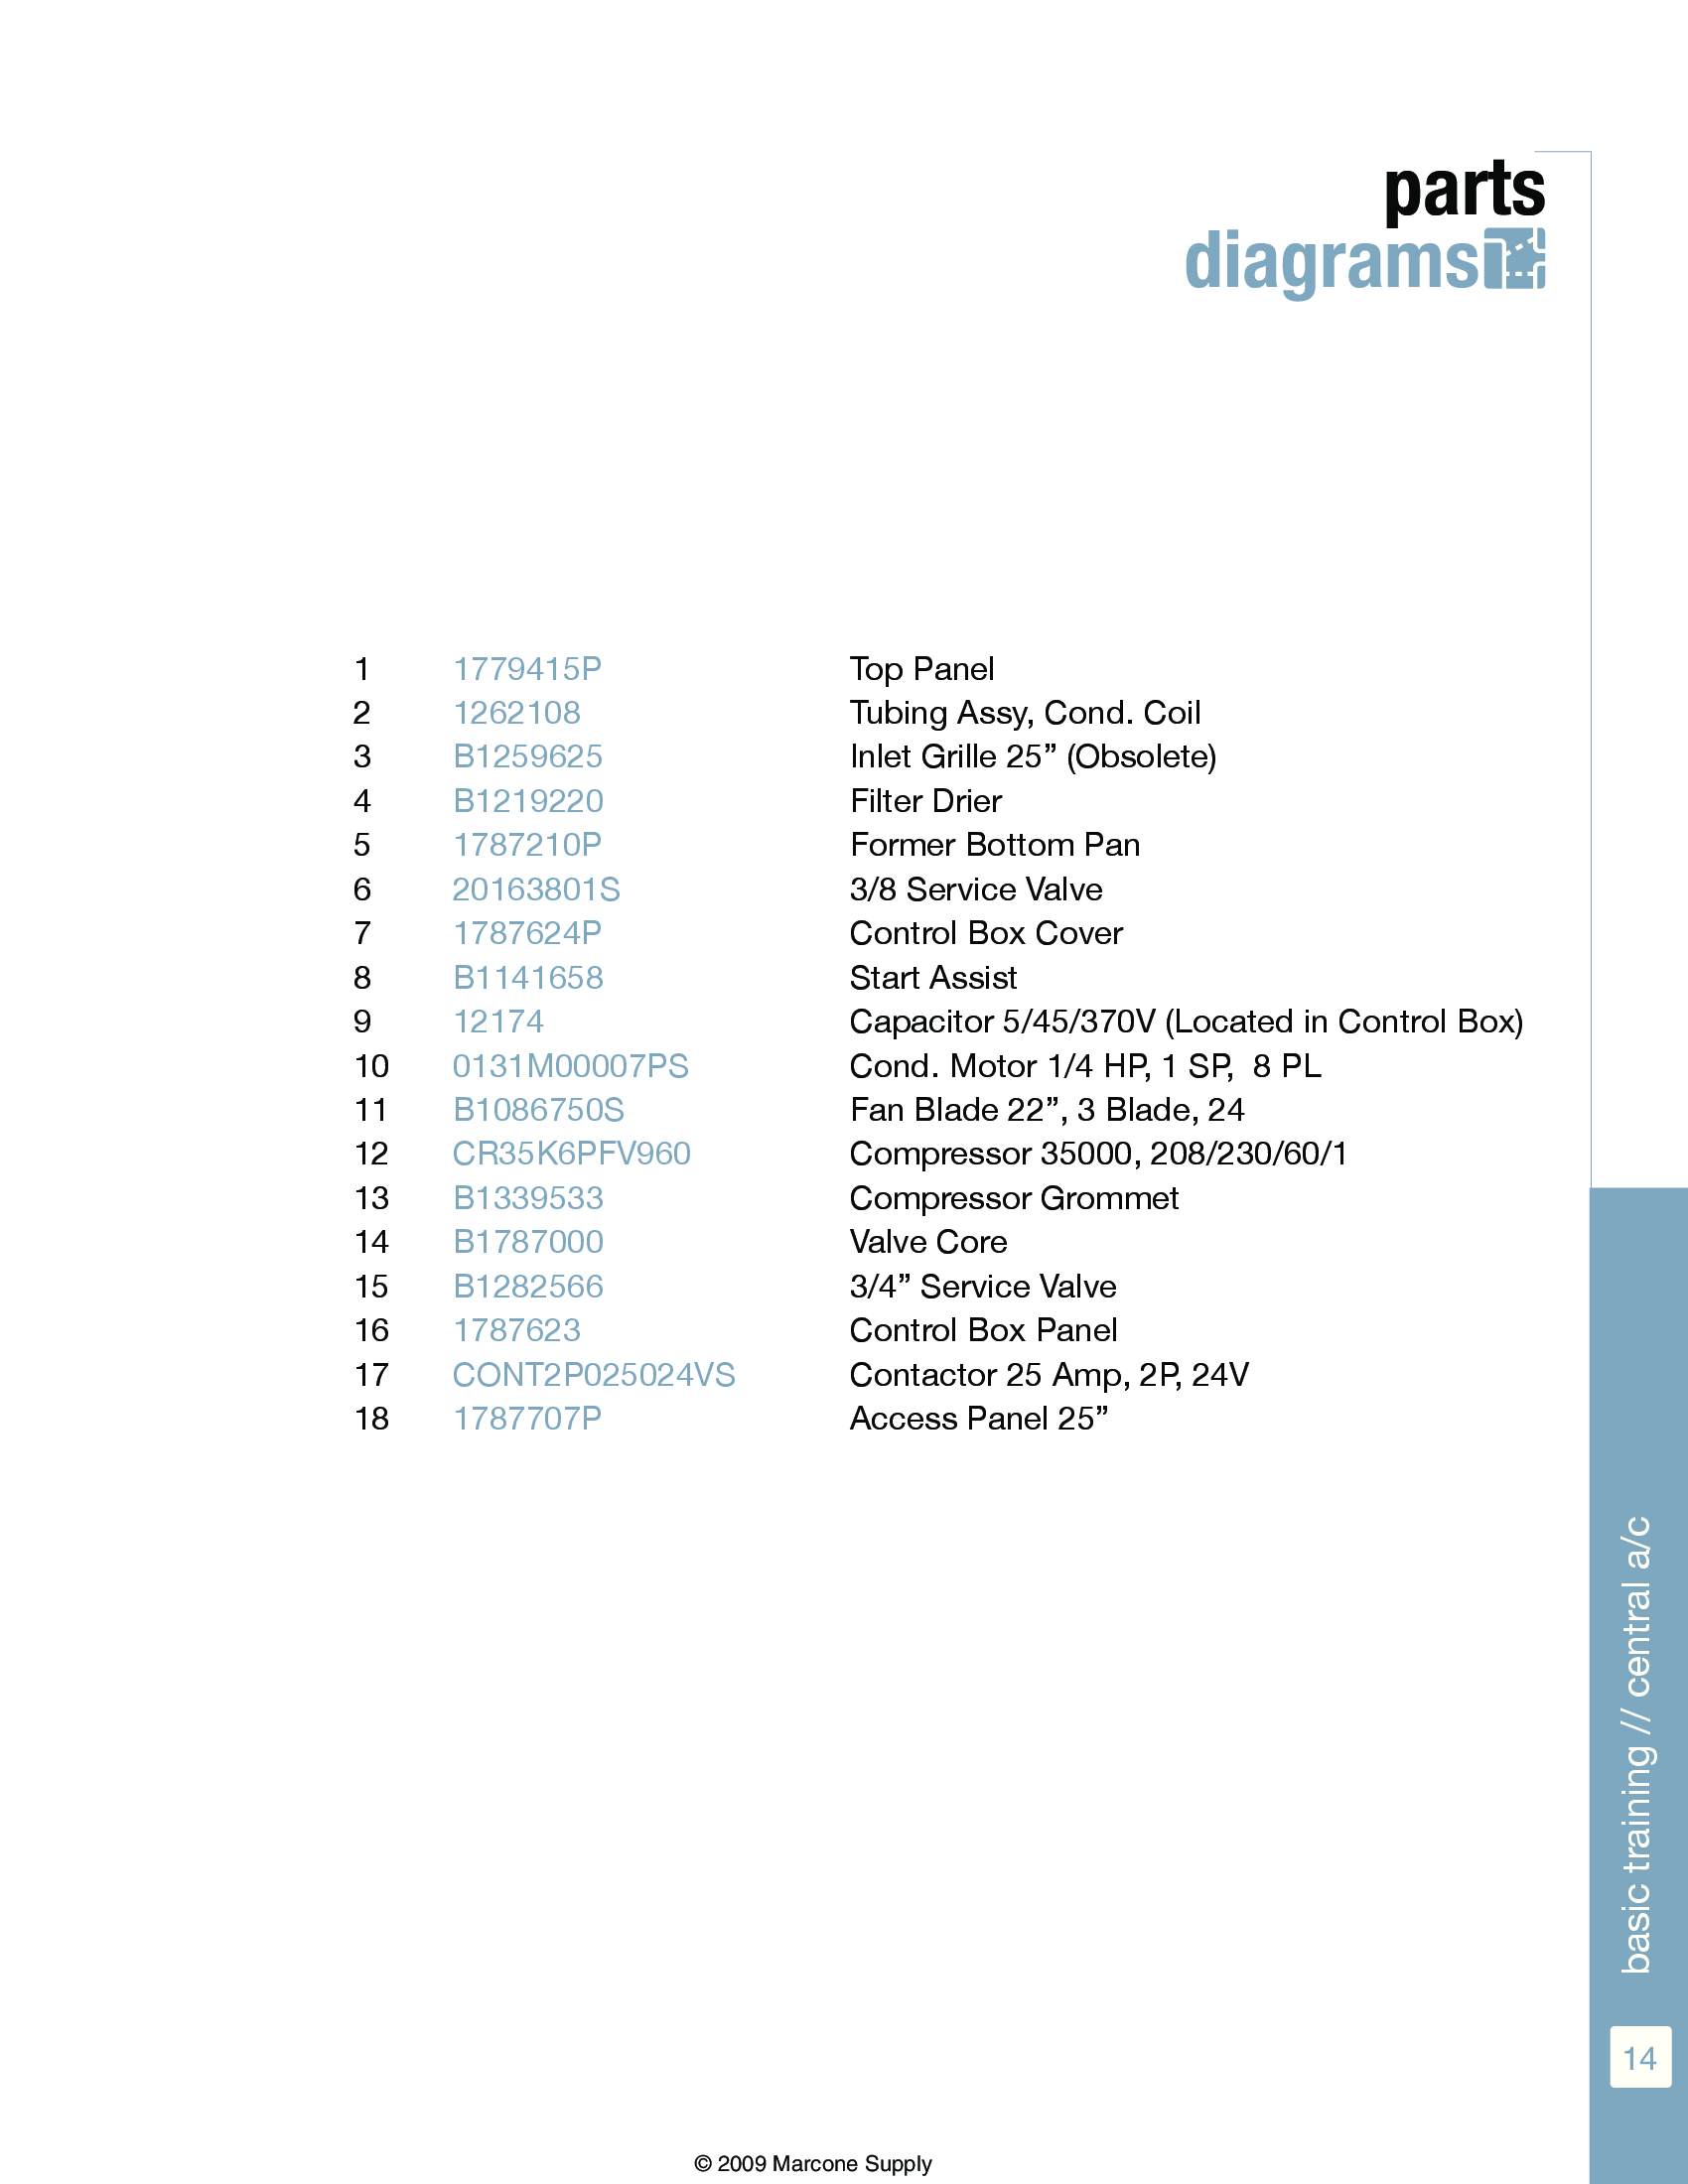 parts
diagrams
1 1779415P Top Panel
2 1262108 Tubing Assy, Cond. Coil
3 B1259625 Inlet Grille 25” (Obsolete)
4 B1219220 Filter Drier
5 1787210P Former Bottom Pan
6 20163801S 3/8 Service Valve
7 1787624P Control Box Cover
8 B1141658 Start Assist
9 12174 Capacitor 5/45/370V (Located in Control Box)
10 0131M00007PS Cond. Motor 1/4 HP, 1 SP, 8 PL
11 B1086750S Fan Blade 22”, 3 Blade, 24
12 CR35K6PFV960 Compressor 35000, 208/230/60/1
13 B1339533 Compressor Grommet
14 B1787000 Valve Core
15 B1282566 3/4” Service Valve
16 1787623 Control Box Panel
17 CONT2P025024VS Contactor 25 Amp, 2P, 24V
18 1787707P Access Panel 25”
basic training // central a/c
14
© 2009 Marcone Supply